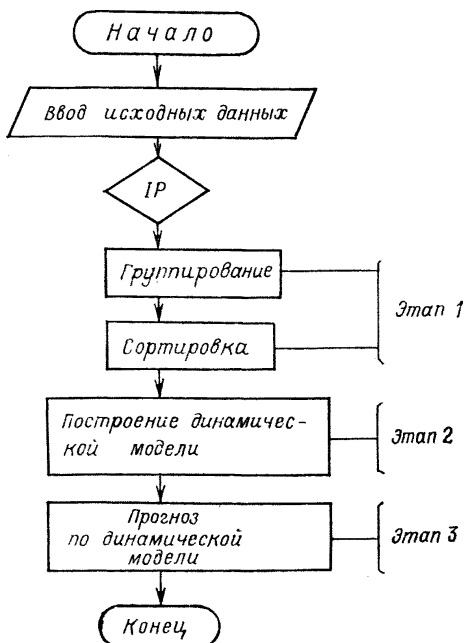 Начало
Ввод исходных данных
IP
Группирование
Этап 1
Сортировка
Построение динамичес-
кой модели
Этап 2
Прогноз
по динамической
модели
Этап 3
Конец